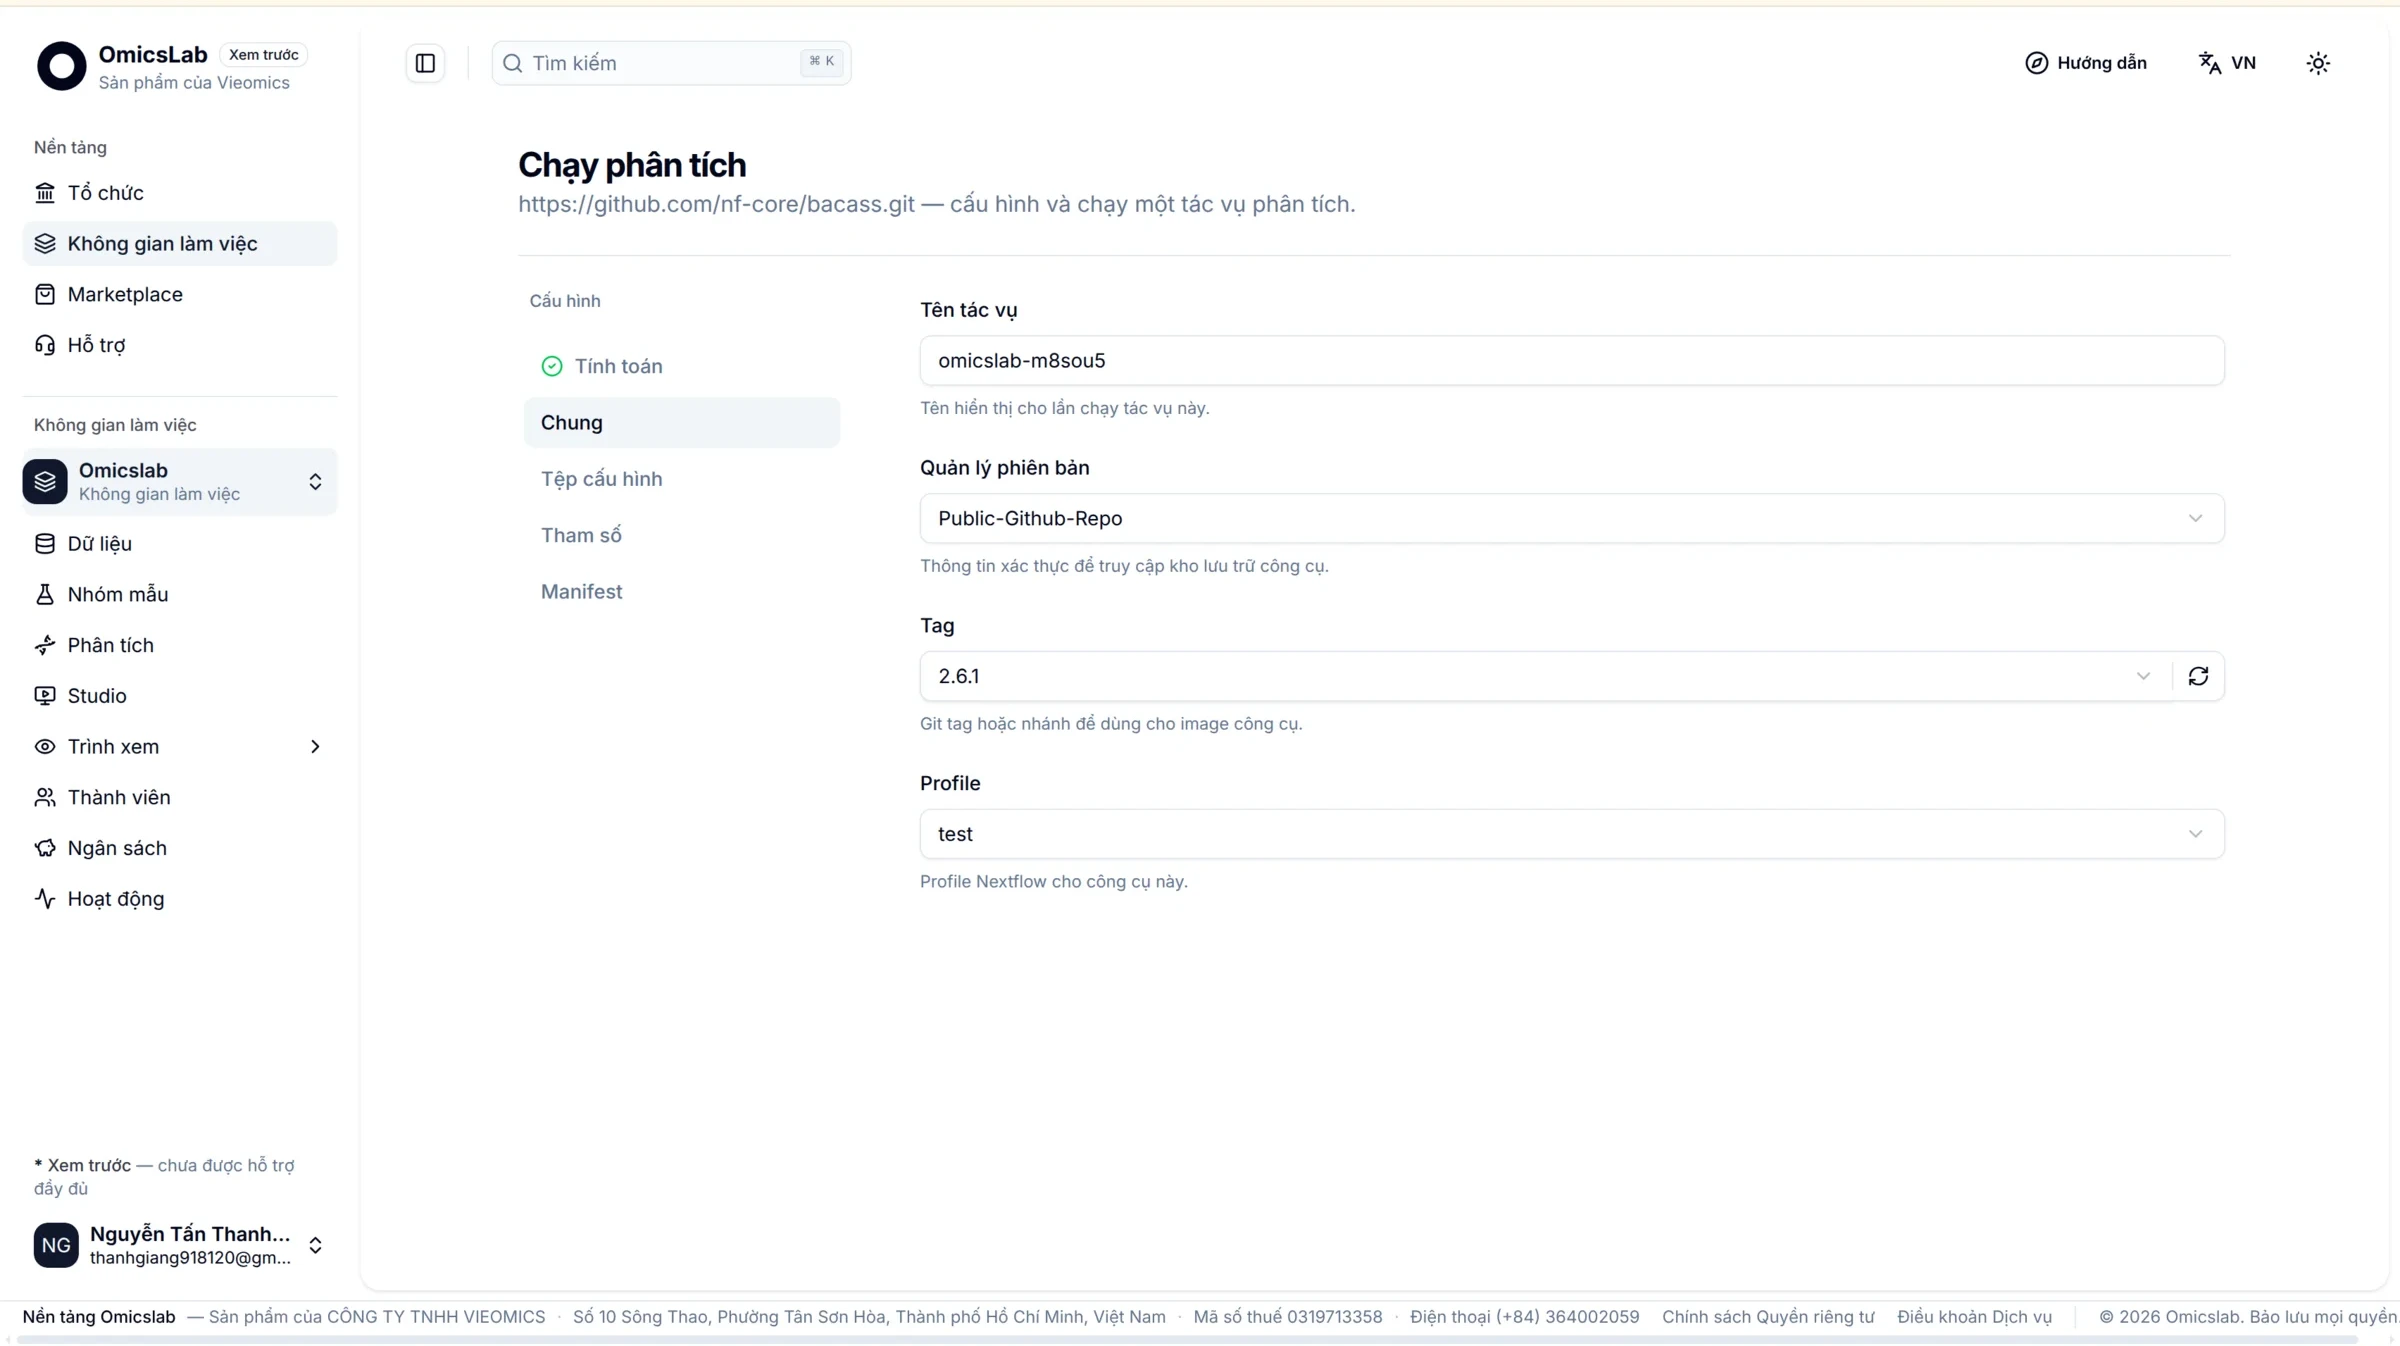 OmicsLab
Xem trước
Sản phẩm của Vieomics
Tìm kiếm
⌘ K
Hướng dẫn
VN
Nền tảng
Tổ chức
Không gian làm việc
Marketplace
Hỗ trợ
Không gian làm việc
Omicslab
Không gian làm việc
Dữ liệu
Nhóm mẫu
Phân tích
Studio
Trình xem
Thành viên
Ngân sách
Hoạt động
* Xem trước — chưa được hỗ trợ
đầy đủ
NG
Nguyễn Tấn Thanh...
thanhgiang918120@gm...
Chạy phân tích
https://github.com/nf-core/bacass.git — cấu hình và chạy một tác vụ phân tích.
Cấu hình
Tính toán
Chung
Tệp cấu hình
Tham số
Manifest
Tên tác vụ
omicslab-m8sou5
Tên hiển thị cho lần chạy tác vụ này.
Quản lý phiên bản
Public-Github-Repo
Thông tin xác thực để truy cập kho lưu trữ công cụ.
Tag
2.6.1
Git tag hoặc nhánh để dùng cho image công cụ.
Profile
test
Profile Nextflow cho công cụ này.
Nền tảng Omicslab — Sản phẩm của CÔNG TY TNHH VIEOMICS · Số 10 Sông Thao, Phường Tân Sơn Hòa, Thành phố Hồ Chí Minh, Việt Nam · Mã số thuế 0319713358 · Điện thoại (+84) 364002059 Chính sách Quyền riêng tư Điều khoản Dịch vụ © 2026 Omicslab. Bảo lưu mọi quyền.